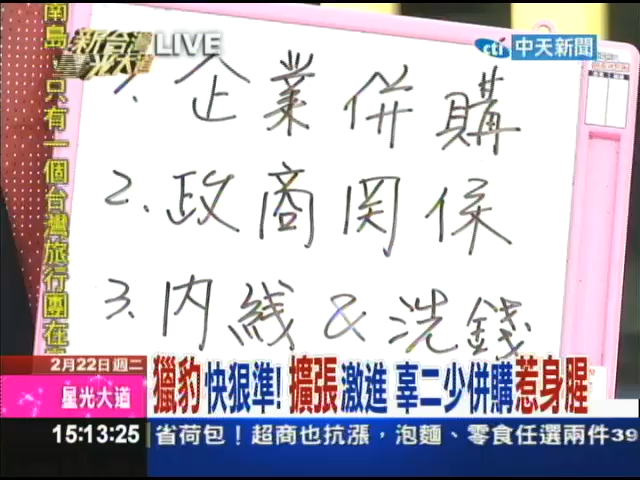 新台灣星光大道 LIVE
cti 中天新聞
南島 只有一個台灣旅行團在
1. 企業併購
2. 政商関係
3. 内线&洗錢
2月22日週二
獵豹快狠準!擴張激進 辜二少併購惹身腥
星光大道
15:13:25
省荷包!超商也抗漲,泡麵、零食任選兩件39